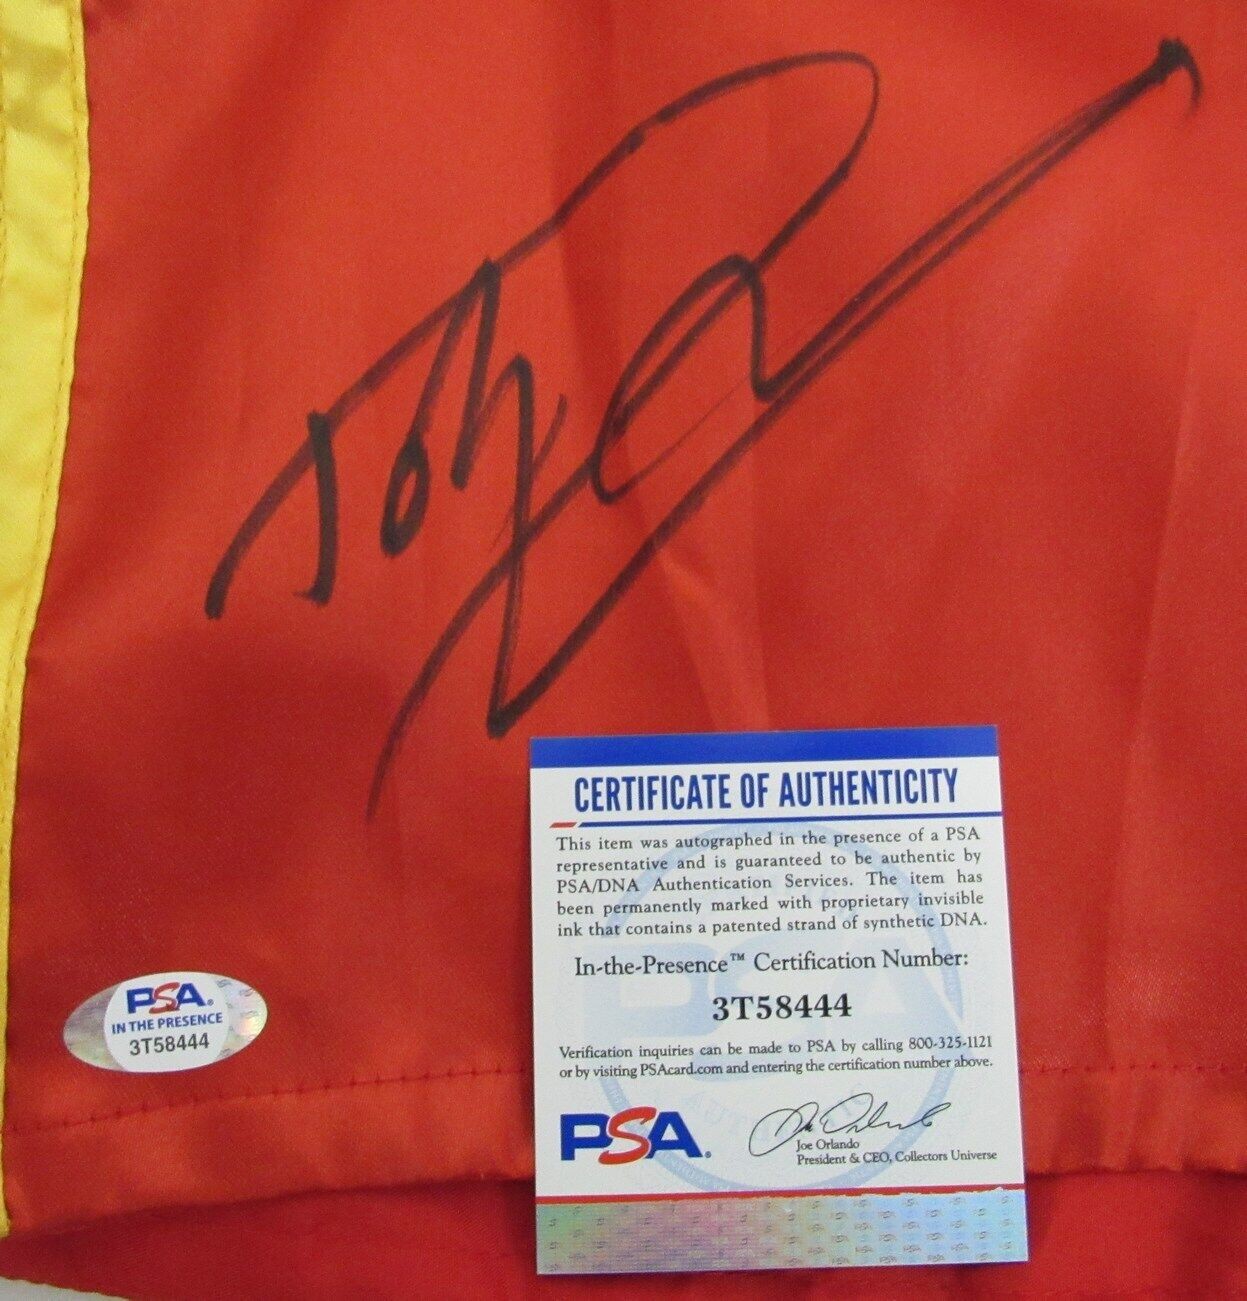 CERTIFICATE OF AUTHENTICITY
This item was autographed in the presence of a PSA
representative and is guaranteed to be authentic by
PSA/DNA Authentication Services. The item has
been permanently marked with proprietary invisible
ink that contains a patented strand of synthetic DNA.
In-the-Presence™ Certification Number:
3T58444
Verification inquiries can be made to PSA by calling 800-325-1121
or by visiting PSAcard.com and entering the certification number above.
PSA.
Joe Orlando
President & CEO, Collectors Universe
PSA.
IN THE PRESENCE
3T58444